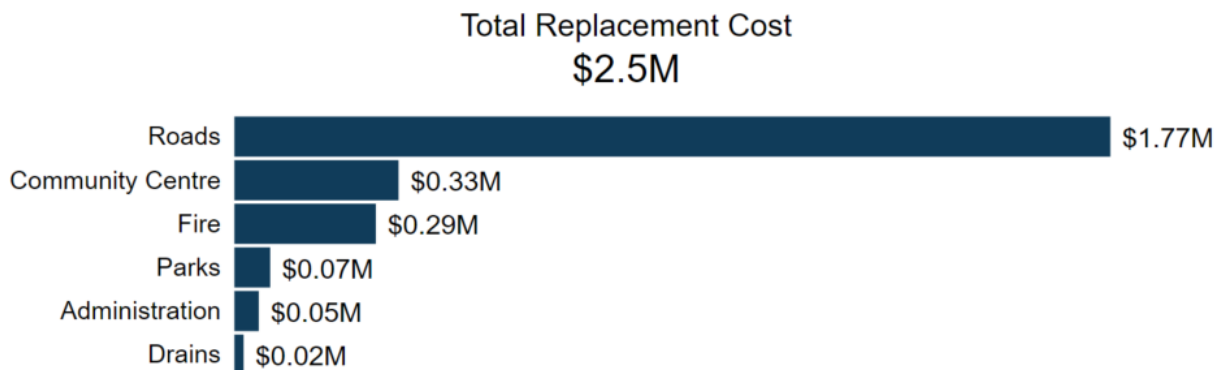 Total Replacement Cost
$2.5M
Roads $1.77M
Community Centre $0.33M
Fire $0.29M
Parks $0.07M
Administration $0.05M
Drains $0.02M